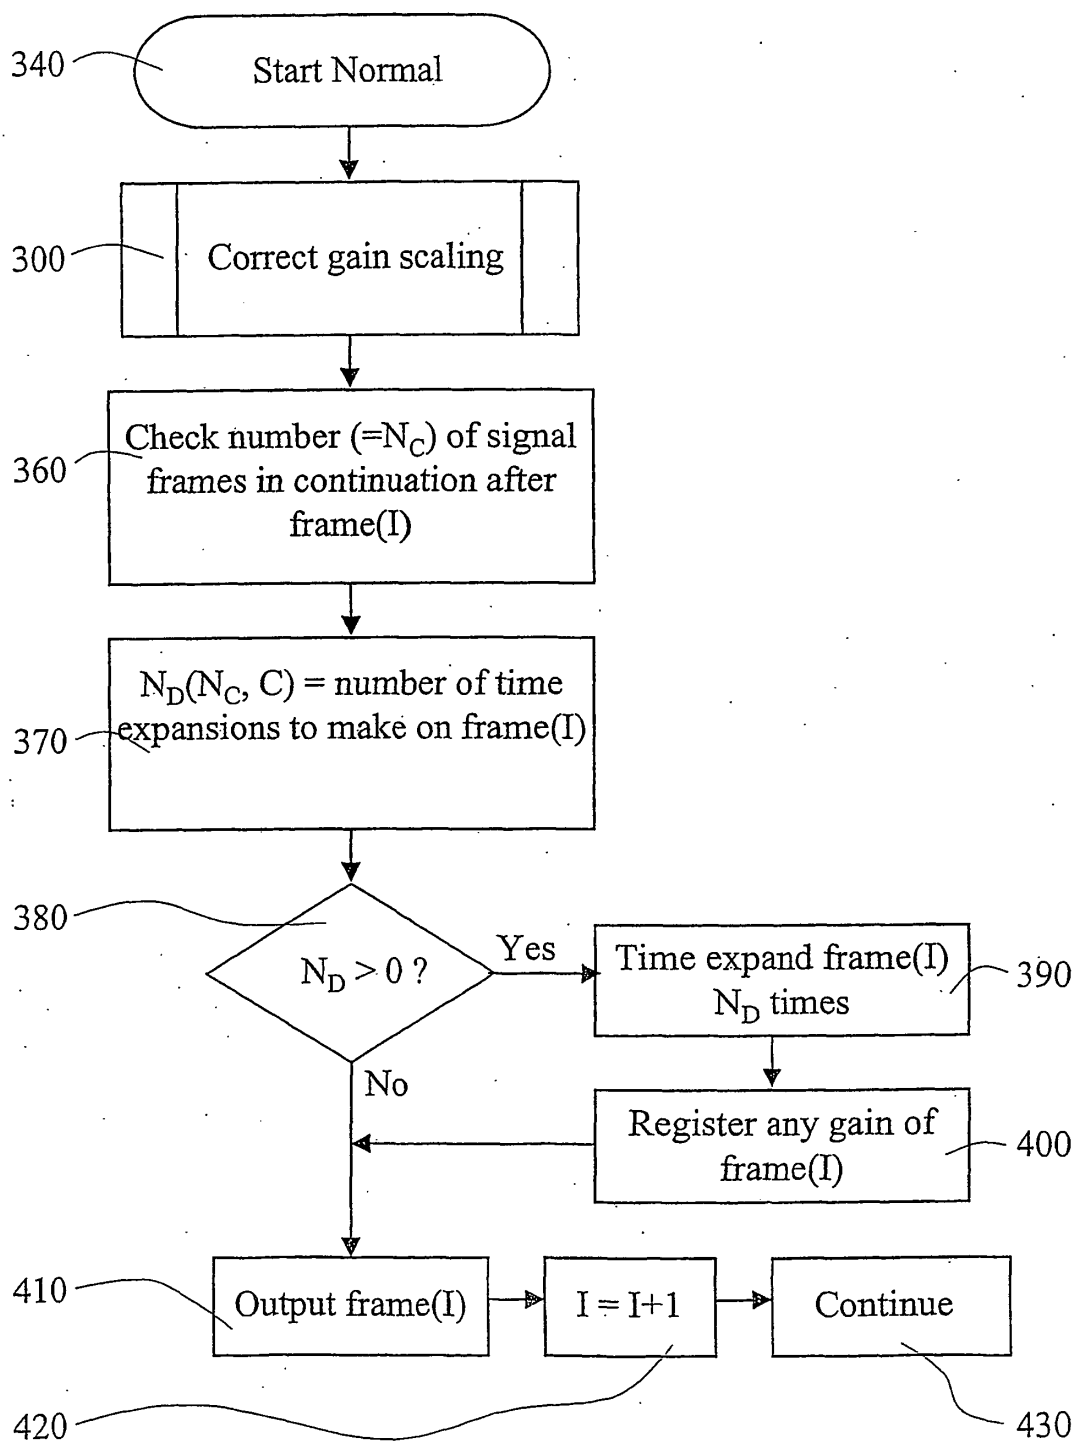 340
Start Normal
300
Correct gain scaling
360
Check number (=N_C) of signal
frames in continuation after
frame(I)
370
N_D(N_C, C) = number of time
expansions to make on frame(I)
380
N_D > 0 ?
Yes
No
Time expand frame(I)
N_D times
390
Register any gain of
frame(I)
400
410
Output frame(I)
I = I+1
Continue
420
430